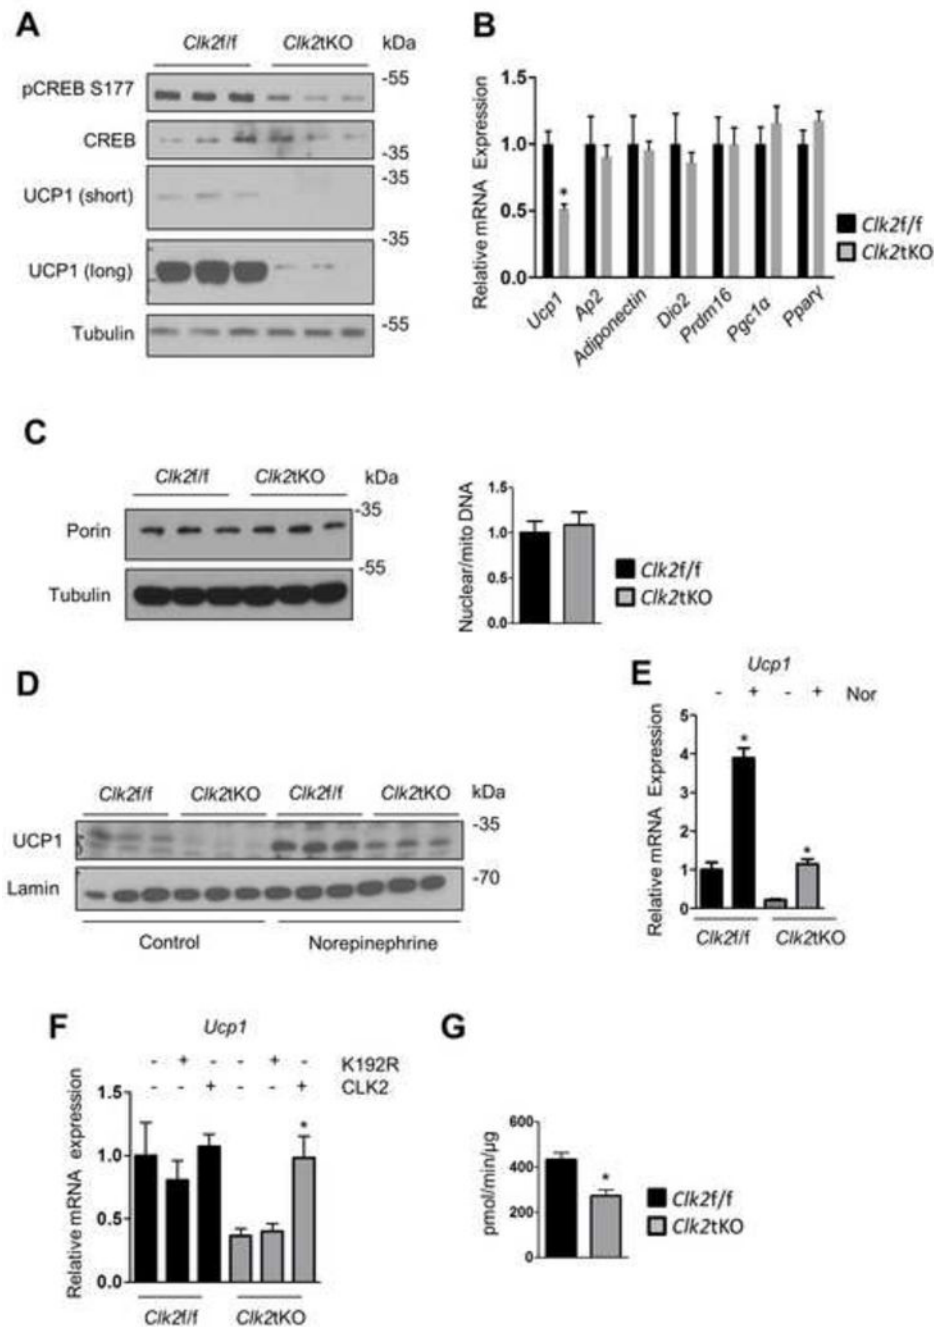 A
Clk2f/f Clk2tKO kDa
pCREB S177 -55
CREB
-35
-35
UCP1 (short)
-35
UCP1 (long)
Tubulin -55
B
Relative mRNA Expression
1.5
1.0
0.5
0.0
*
Ucp1 Ap2 Adiponectin Dio2 Prdm16 Pgc1α Pparγ
Clk2f/f
Clk2tKO
C
Clk2f/f Clk2tKO kDa
-35
Porin
-55
Tubulin
Nuclear/mito DNA
1.5
1.0
0.5
0.0
Clk2f/f
Clk2tKO
D
Clk2f/f Clk2tKO Clk2f/f Clk2tKO kDa
-35
UCP1
-70
Lamin
Control Norepinephrine
E
Ucp1
- + - + Nor
Relative mRNA Expression
5
4
3
2
1
0
* *
Clk2f/f Clk2tKO
F
Ucp1
- + - - + - K192R
- - + - - + CLK2
Relative mRNA expression
1.5
1.0
0.5
0.0
*
Clk2f/f Clk2tKO
G
pmol/min/µg
600
400
200
0
*
Clk2f/f
Clk2tKO